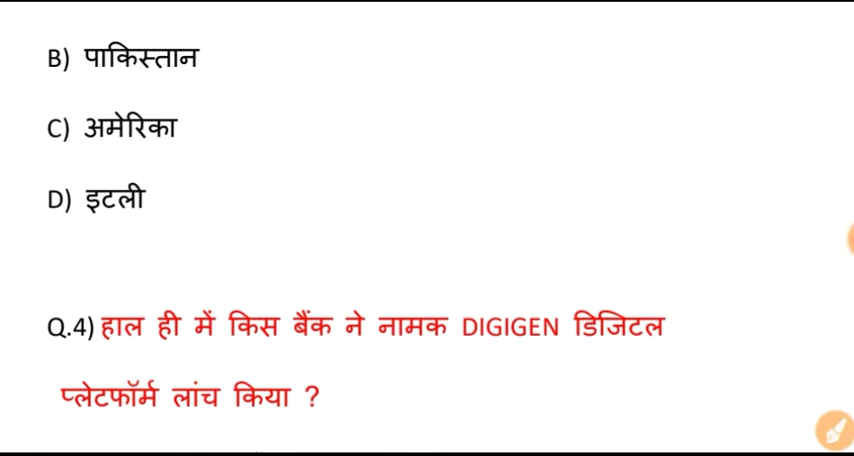 B) पाकिस्तान
C) अमेरिका
D) इटली
Q.4) हाल ही में किस बैंक ने नामक DIGIGEN डिजिटल
प्लेटफॉर्म लांच किया ?